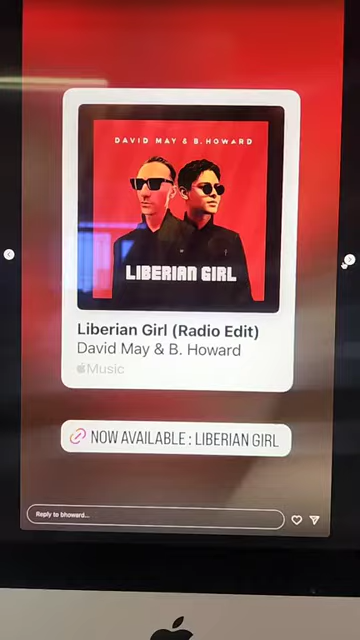 DAVID MAY & B.HOWARD
LIBERIAN GIRL
Liberian Girl (Radio Edit)
David May & B. Howard
Music
NOW AVAILABLE : LIBERIAN GIRL
Reply to bhoward...